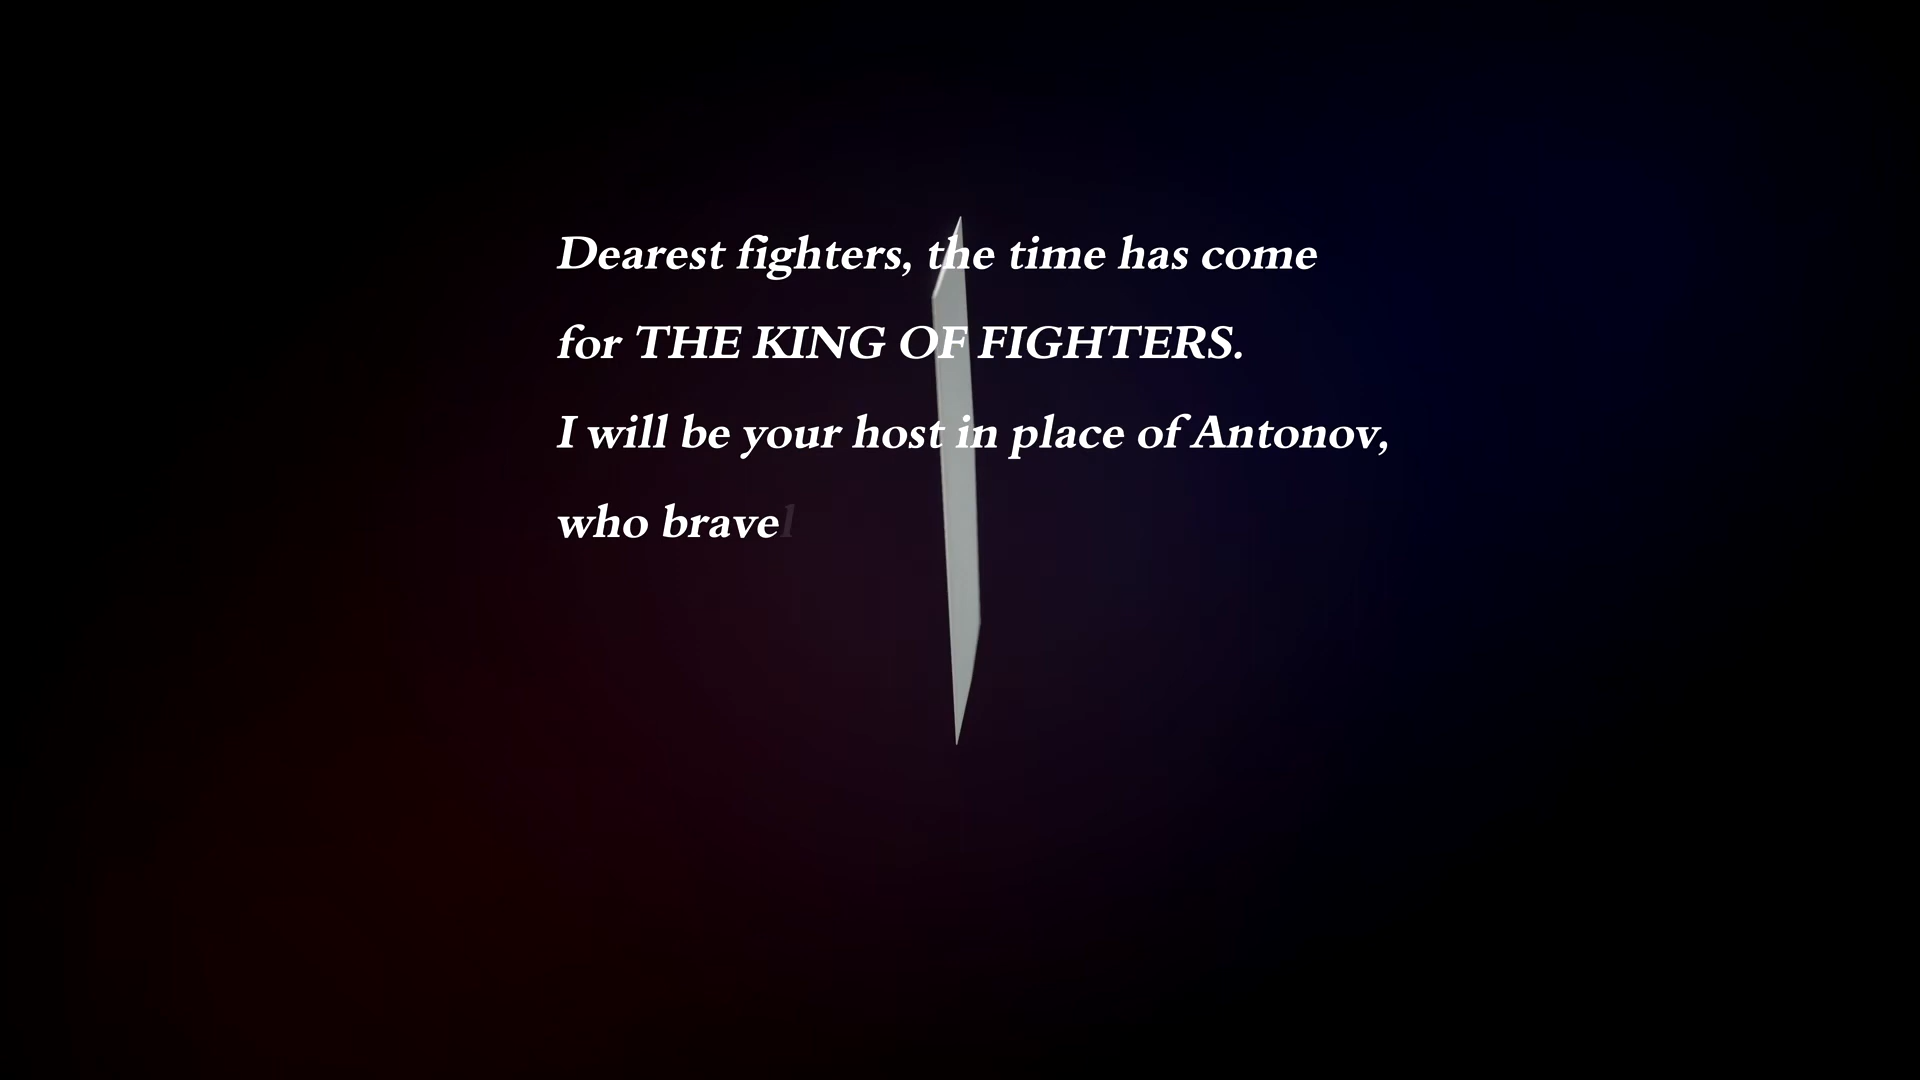 Dearest fighters, the time has come
for THE KING OF FIGHTERS.
I will be your host in place of Antonov,
who bravel